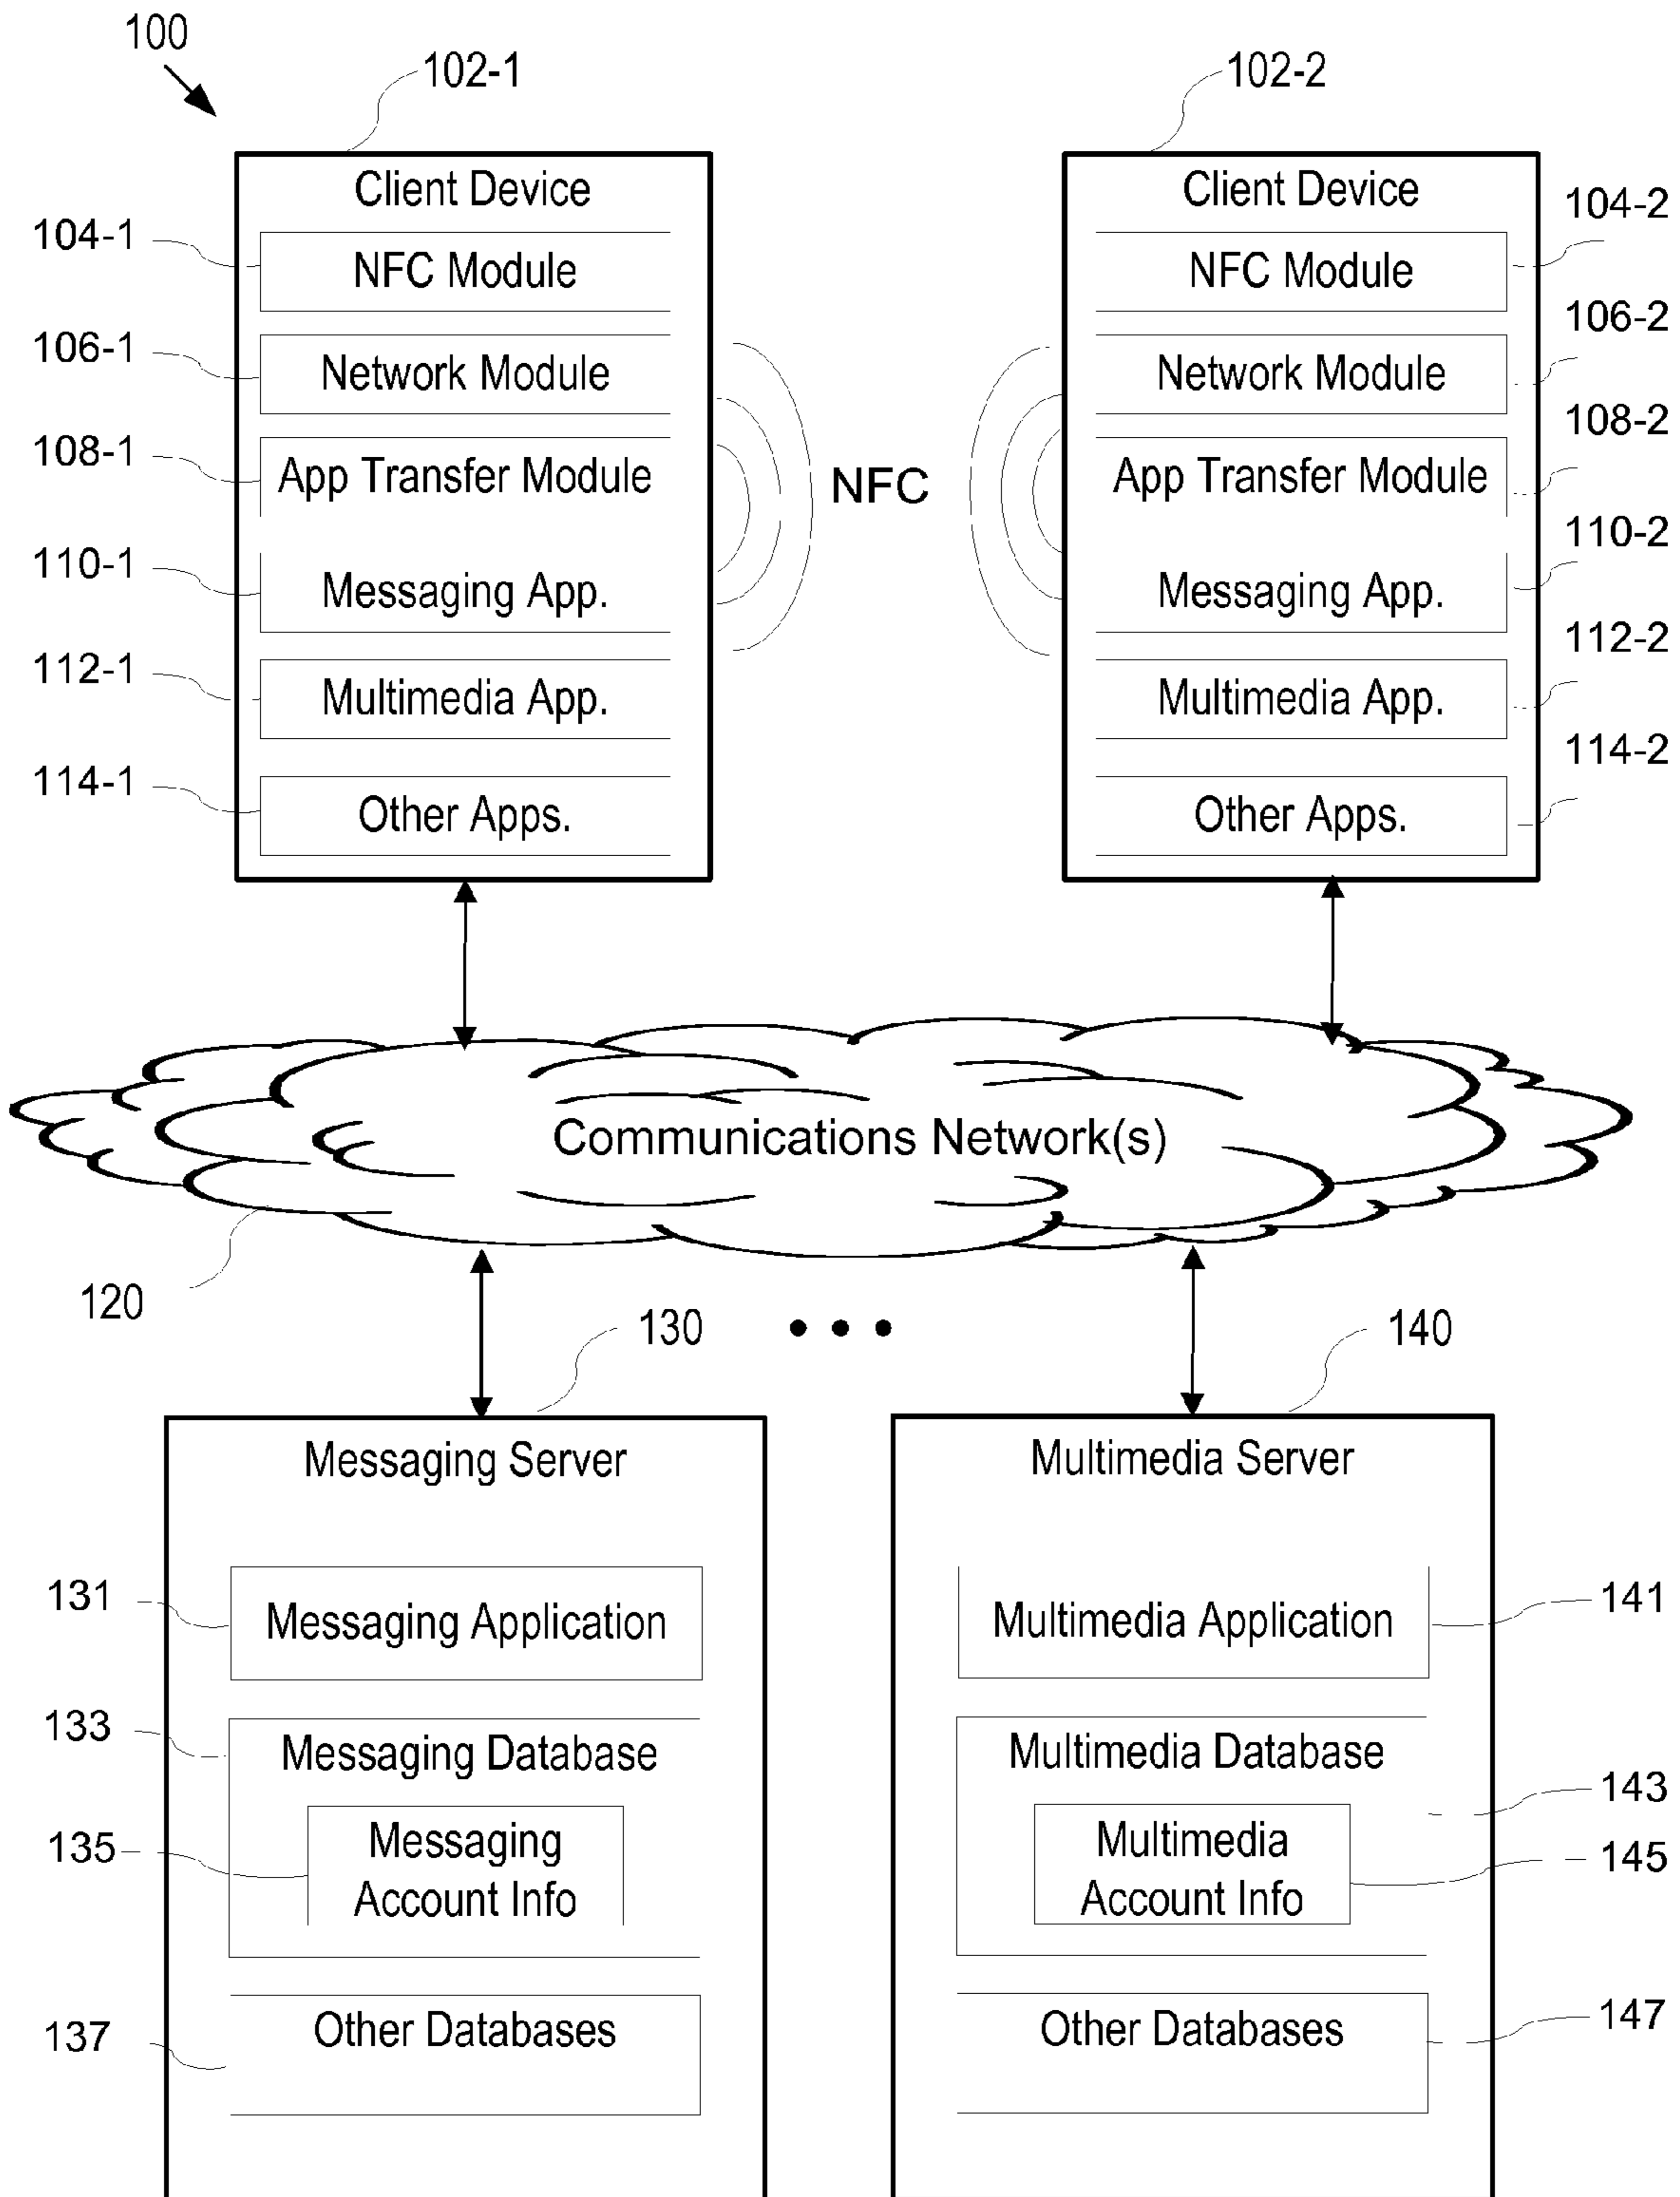 100
102-1
102-2
Client Device
104-1
NFC Module
106-1
Network Module
108-1
App Transfer Module
110-1
Messaging App.
112-1
Multimedia App.
114-1
Other Apps.
NFC
Client Device
104-2
NFC Module
106-2
Network Module
108-2
App Transfer Module
110-2
Messaging App.
112-2
Multimedia App.
114-2
Other Apps.
Communications Network(s)
120
130
140
Messaging Server
131
Messaging Application
133
Messaging Database
135
Messaging
Account Info
137
Other Databases
Multimedia Server
141
Multimedia Application
Multimedia Database
143
Multimedia
Account Info
145
Other Databases
147